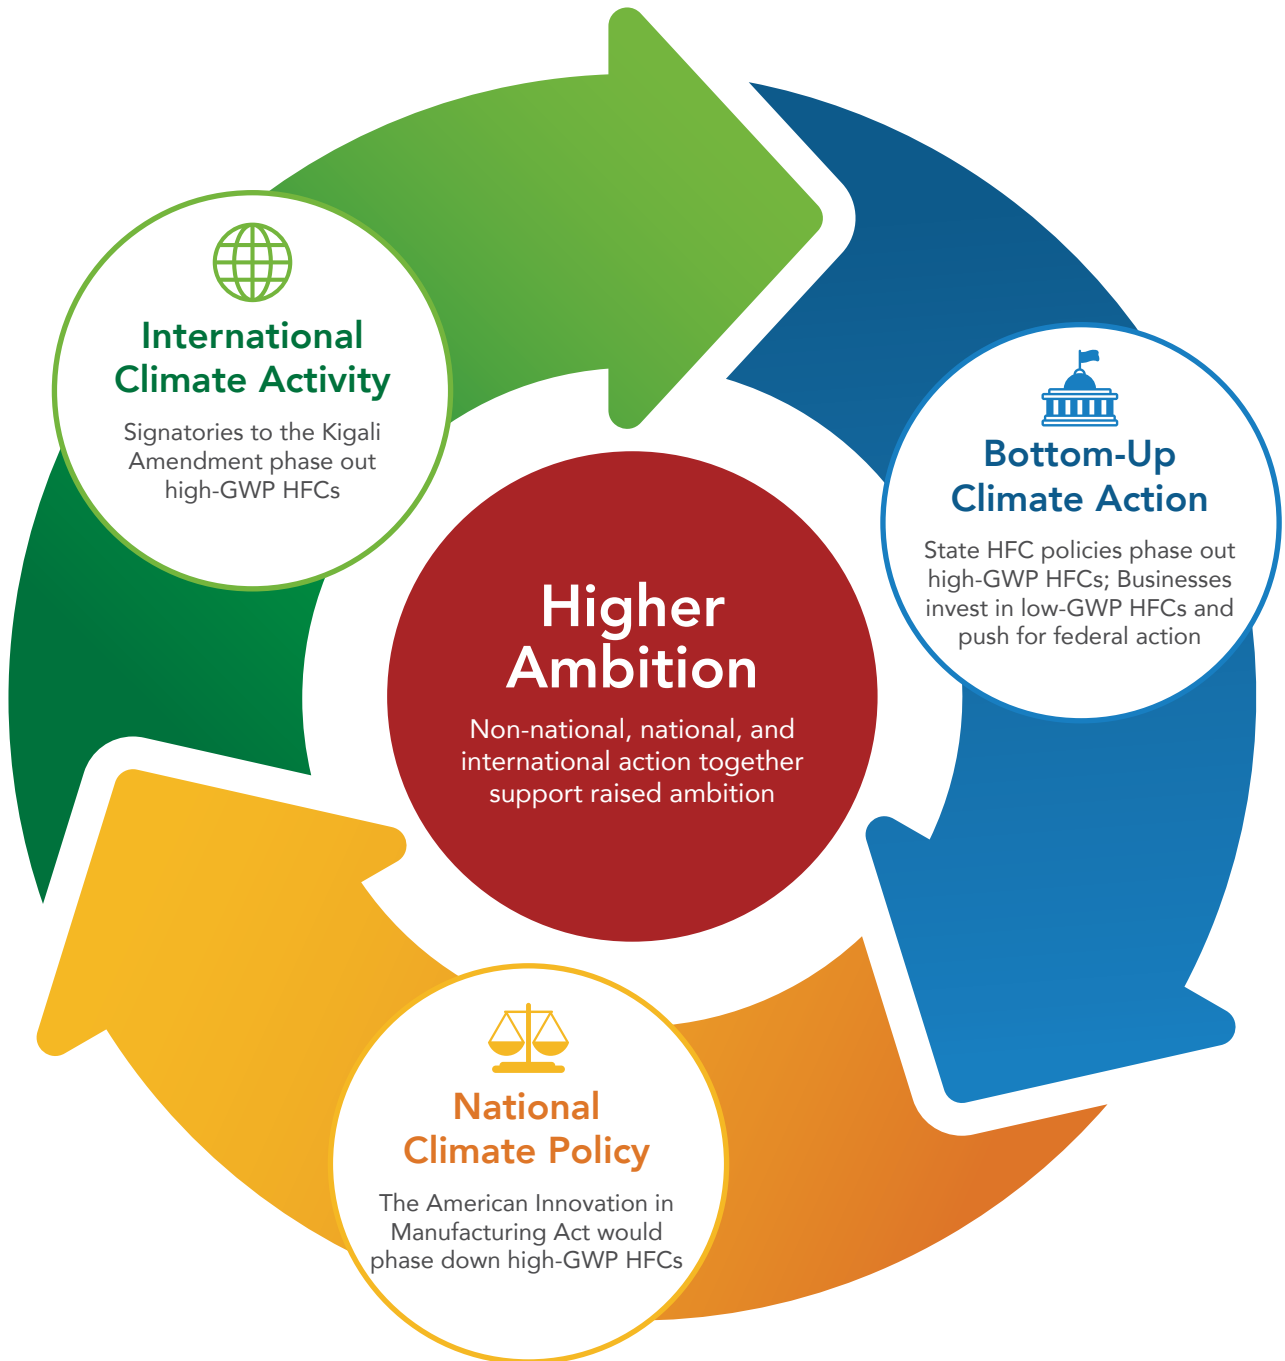 International
Climate Activity
Signatories to the Kigali
Amendment phase out
high-GWP HFCs
Bottom-Up
Climate Action
State HFC policies phase out
high-GWP HFCs; Businesses
invest in low-GWP HFCs and
push for federal action
Higher
Ambition
Non-national, national, and
international action together
support raised ambition
National
Climate Policy
The American Innovation in
Manufacturing Act would
phase down high-GWP HFCs